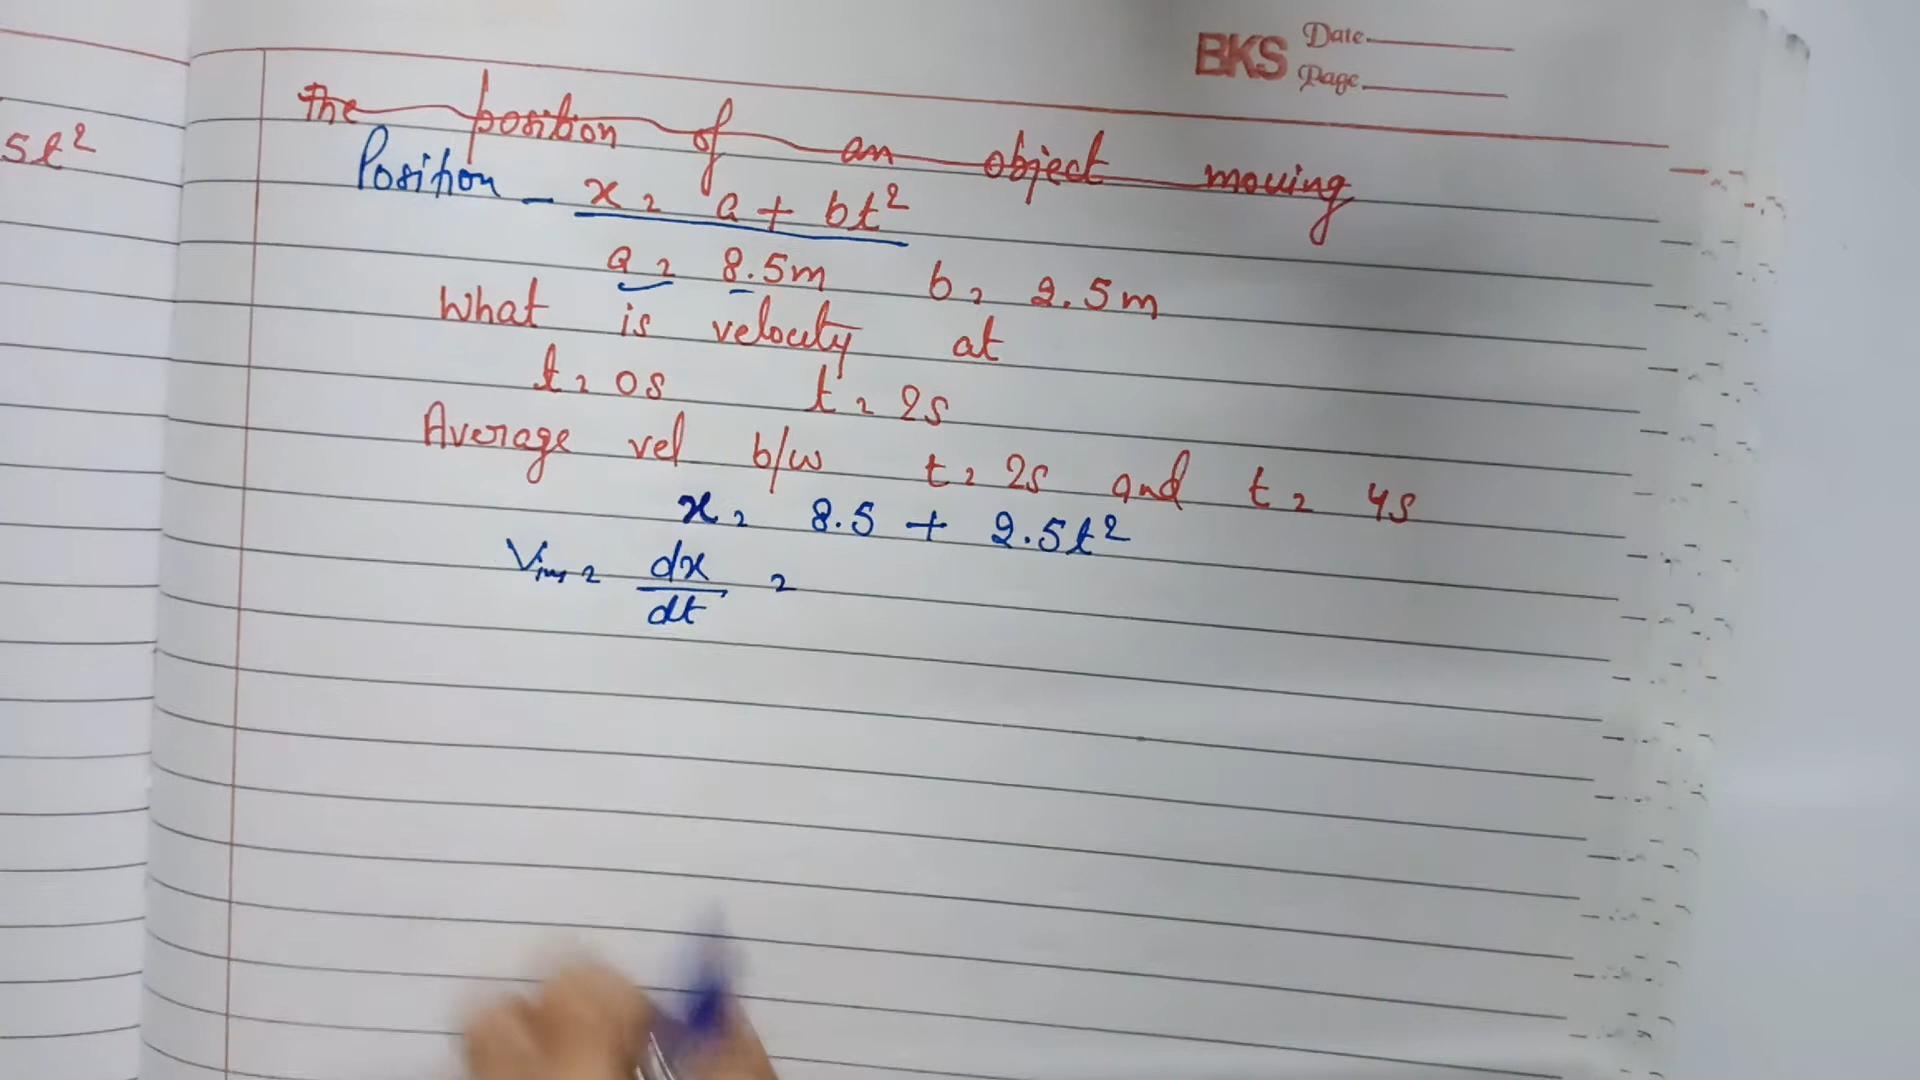 BKS
Date
Page
5t²
The position of an object moving
Position - x = a + bt²
a = 8.5m b = 2.5m
What is velocity at
t = 0s t = 2s
Average vel b/w t = 2s and t = 4s
x = 8.5 + 2.5t²
Vins = dx/dt =